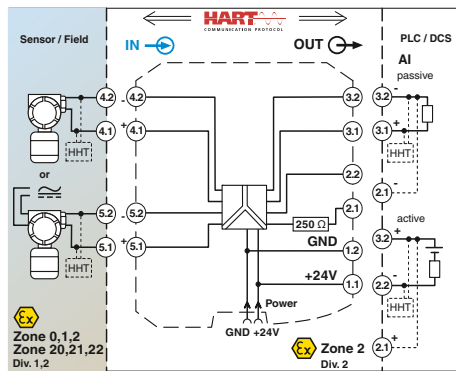 HART
COMMUNICATION PROTOCOL
Sensor / Field
IN
OUT
PLC / DCS
AI
passive
4.2
-
4.2
3.2
3.2
-
4.1
+
4.1
3.1
3.1
+
HHT
HHT
or
2.2
2.1
2.1
5.2
-
5.2
250 Ω
active
GND
3.2
+
5.1
+
5.1
1.2
HHT
+24V
-
2.2
1.1
HHT
Power
GND +24V
+
2.1
Ex
Zone 0,1,2
Zone 20,21,22
Div. 1,2
Ex
Zone 2
Div. 2